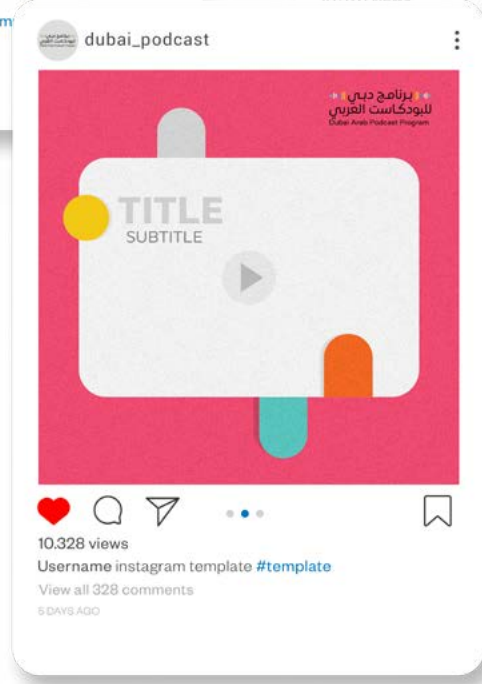 dubai_podcast
برنامج دبي
للبودكاست العربي
Dubai Arab Podcast Program
TITLE
SUBTITLE
10.328 views
Username instagram template #template
View all 328 comments
5 DAYS AGO